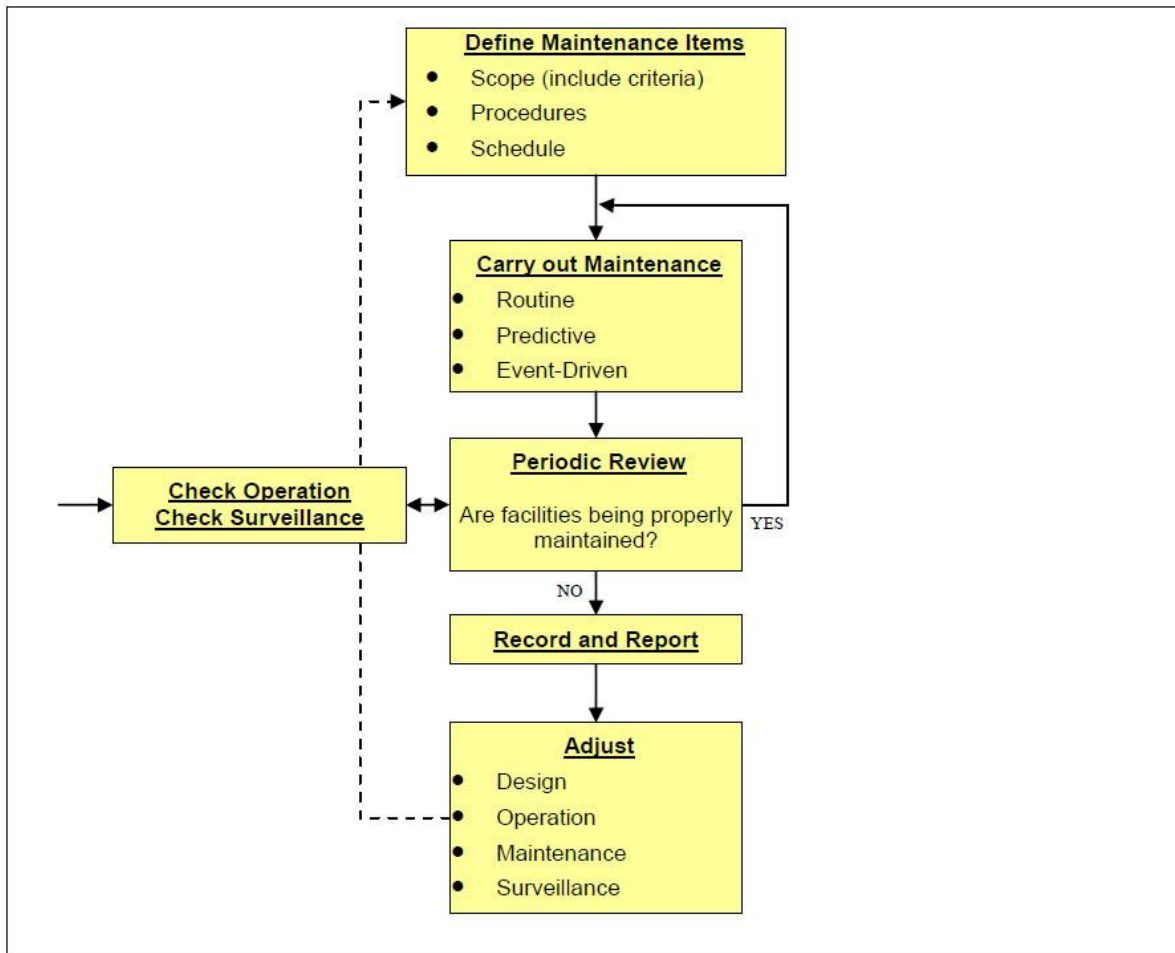 Define Maintenance Items
● Scope (include criteria)
● Procedures
● Schedule
Carry out Maintenance
● Routine
● Predictive
● Event-Driven
Check Operation
Check Surveillance
Periodic Review
Are facilities being properly
maintained?
YES
NO
Record and Report
Adjust
● Design
● Operation
● Maintenance
● Surveillance